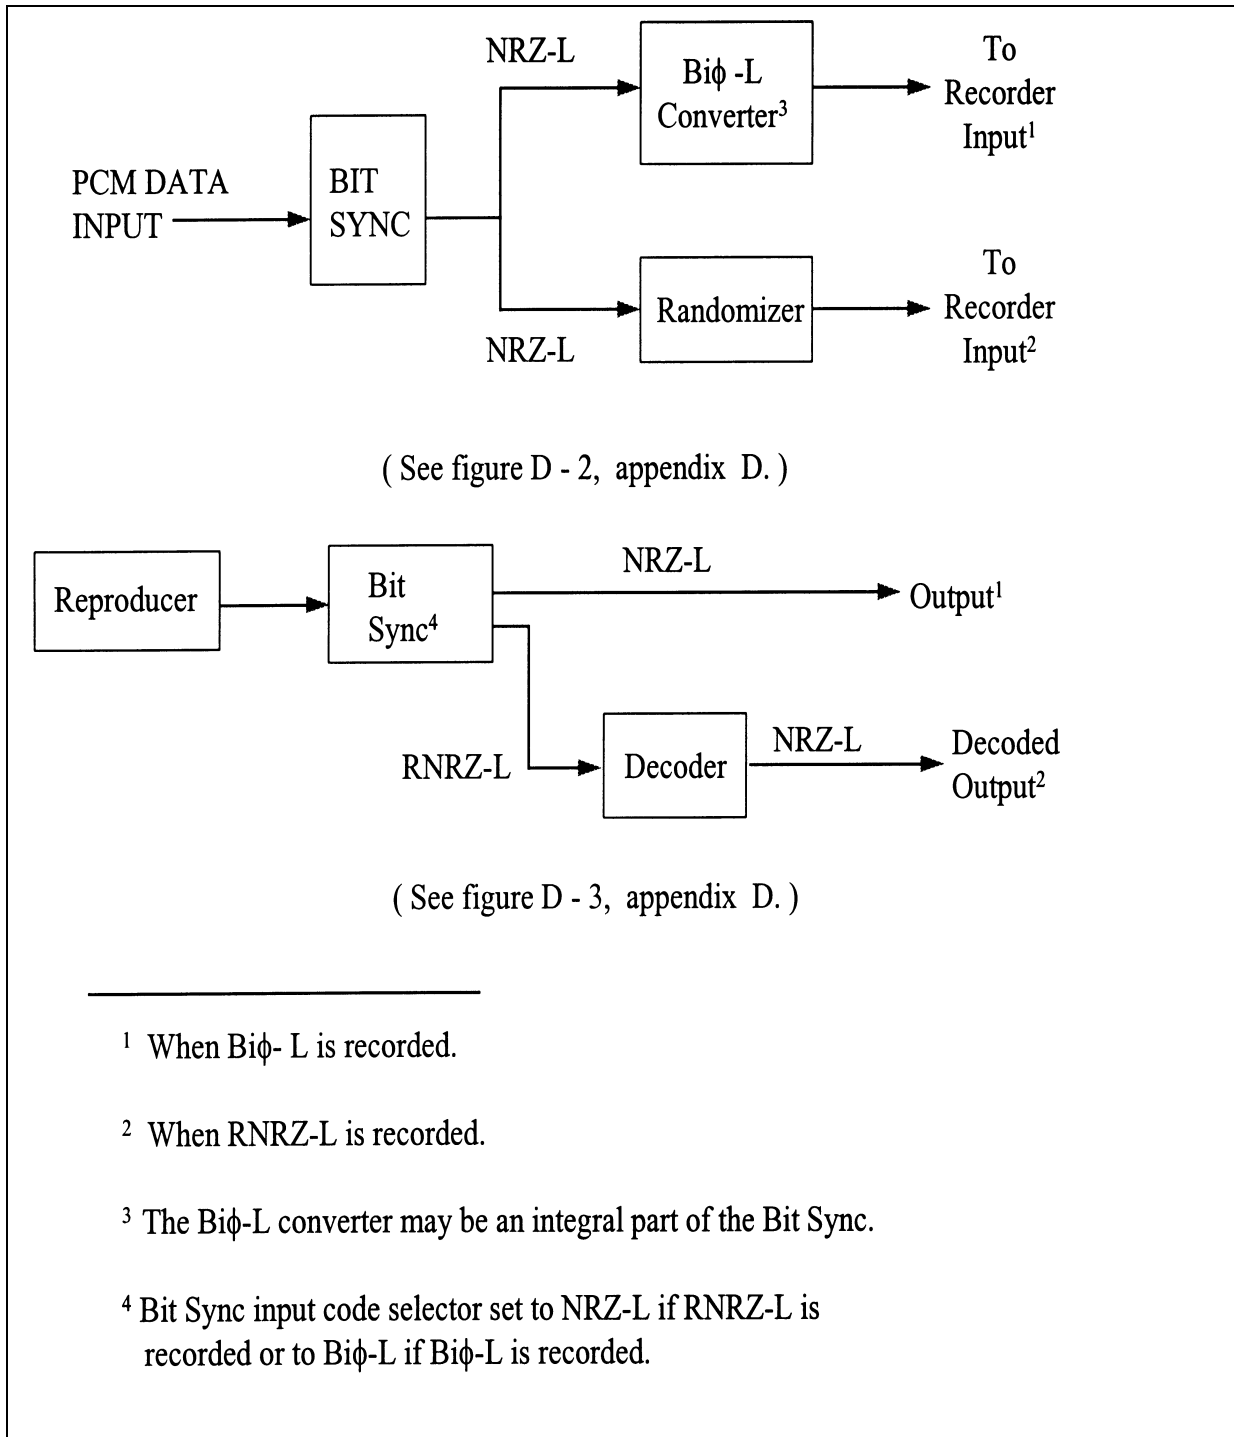 NRZ-L
Biϕ -L
Converter³
To
Recorder
Input¹
PCM DATA
INPUT
BIT
SYNC
NRZ-L
Randomizer
To
Recorder
Input²
( See figure D - 2, appendix D. )
Reproducer
Bit
Sync⁴
NRZ-L
Output¹
RNRZ-L
Decoder
NRZ-L
Decoded
Output²
( See figure D - 3, appendix D. )
¹ When Biϕ- L is recorded.
² When RNRZ-L is recorded.
³ The Biϕ-L converter may be an integral part of the Bit Sync.
⁴ Bit Sync input code selector set to NRZ-L if RNRZ-L is
recorded or to Biϕ-L if Biϕ-L is recorded.